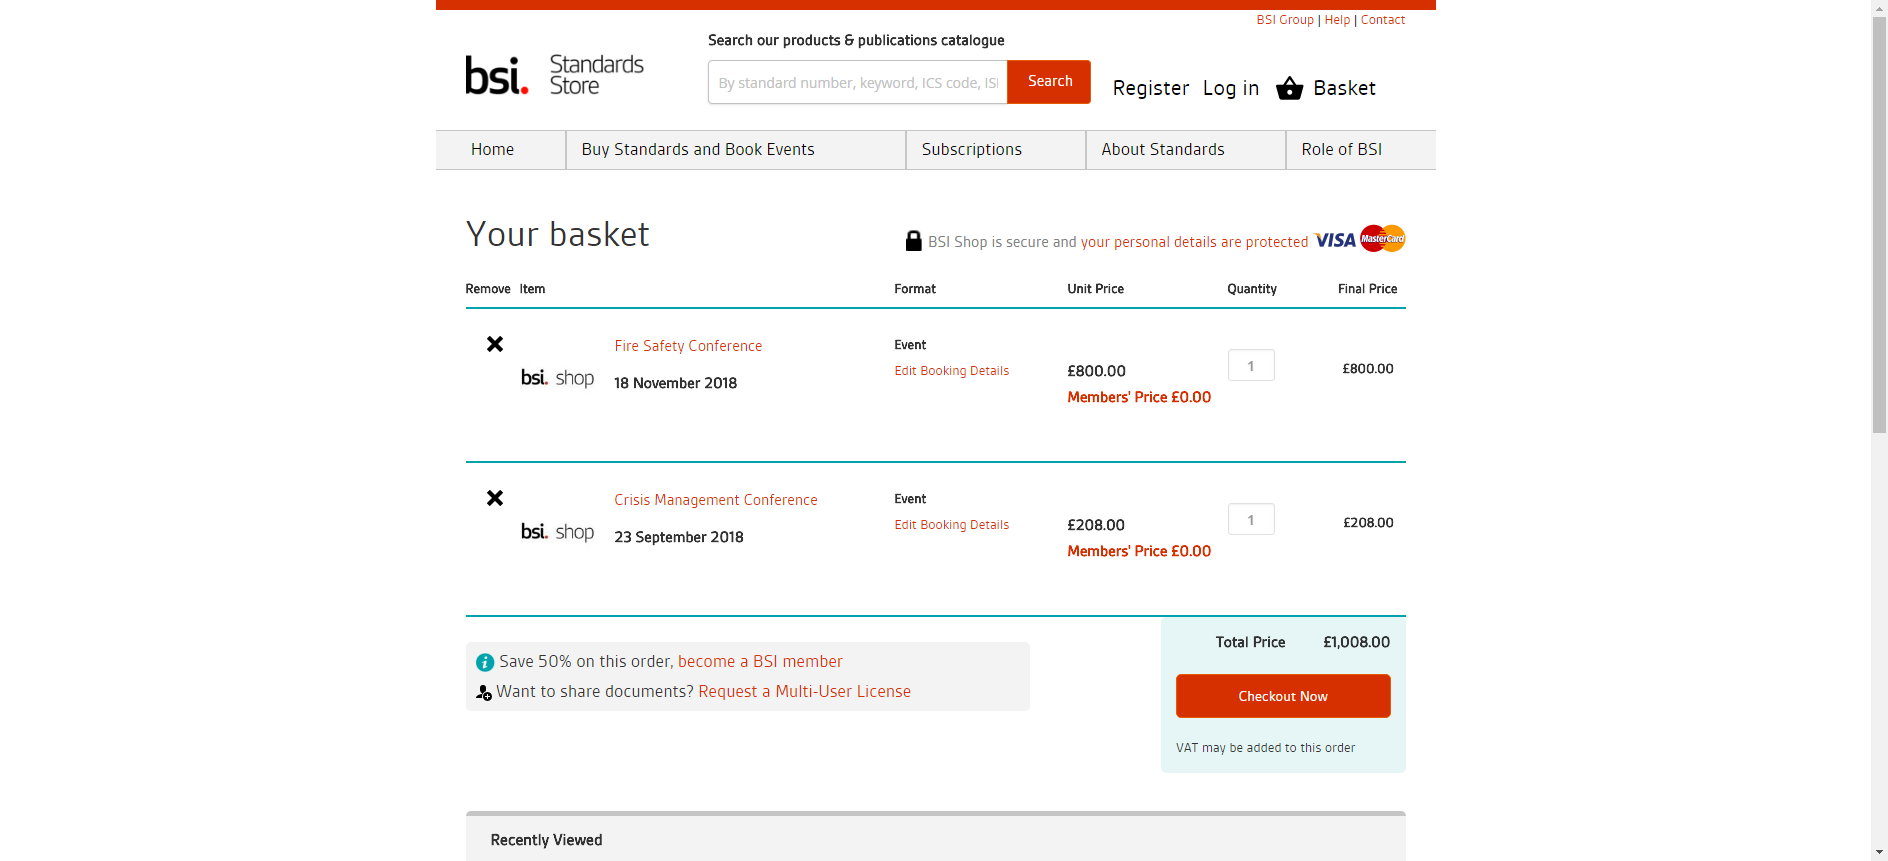 BSI Group | Help | Contact
Search our products & publications catalogue
bsi. Standards Store
By standard number, keyword, ICS code, ISI
Search
Register Log in Basket
Home Buy Standards and Book Events Subscriptions About Standards Role of BSI
Your basket
BSI Shop is secure and your personal details are protected VISA MasterCard
Remove Item Format Unit Price Quantity Final Price
Fire Safety Conference Event
bsi. shop 18 November 2018 Edit Booking Details £800.00 1 £800.00
Members' Price £0.00
Crisis Management Conference Event
bsi. shop 23 September 2018 Edit Booking Details £208.00 1 £208.00
Members' Price £0.00
Total Price £1,008.00
Save 50% on this order, become a BSI member
Want to share documents? Request a Multi-User License
Checkout Now
VAT may be added to this order
Recently Viewed